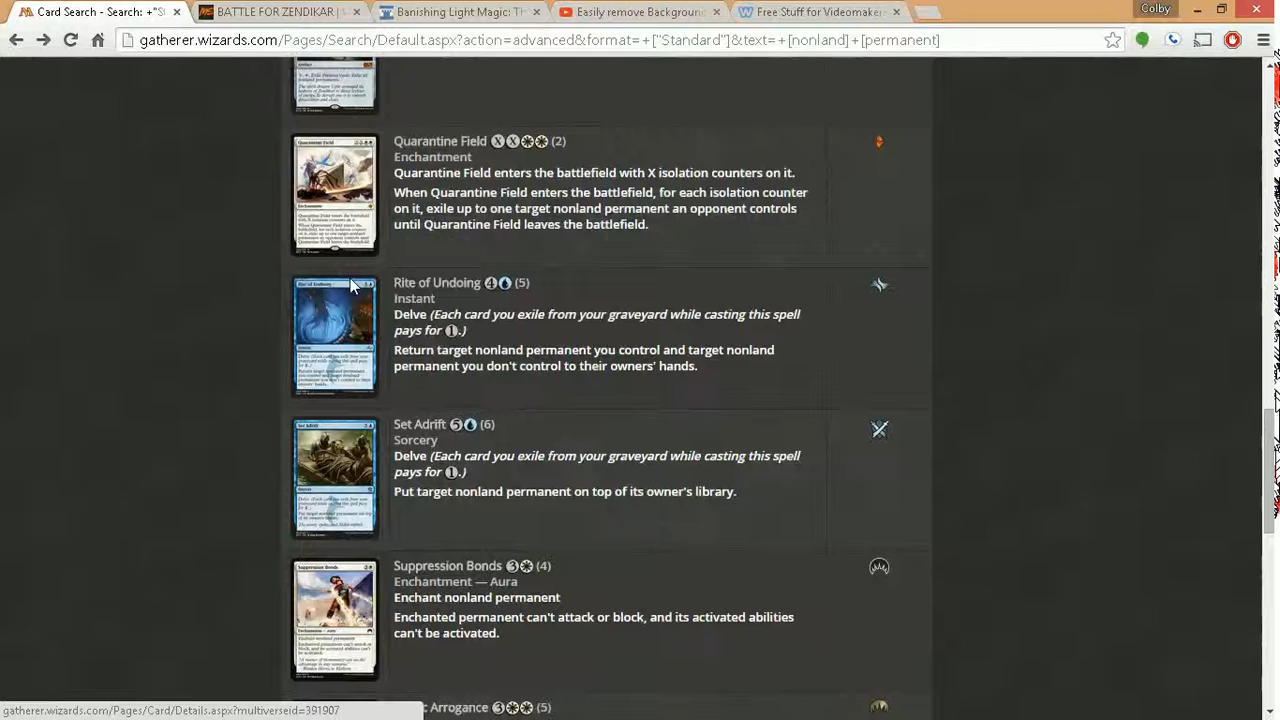 Card Search - Search: +"S
BATTLE FOR ZENDIKAR |
Banishing Light Magic: Th
Easily remove Background
Free Stuff for Videomaker
Colby
gatherer.wizards.com/Pages/Search/Default.aspx?action=advanced&format=+["Standard"]&text=+[nonland]+[permanent]
Quarantine Field X X (2)
Enchantment
Quarantine Field enters the battlefield with X isolation counters on it.
When Quarantine Field enters the battlefield, for each isolation counter
on it, exile up to one target nonland permanent an opponent controls
until Quarantine Field leaves the battlefield.
Rite of Undoing 4 (5)
Instant
Delve (Each card you exile from your graveyard while casting this spell
pays for 1.)
Return target nonland permanent you control and target nonland
permanent you don't control to their owners' hands.
Set Adrift 5 (6)
Sorcery
Delve (Each card you exile from your graveyard while casting this spell
pays for 1.)
Put target nonland permanent on top of its owner's library.
Suppression Bonds 3 (4)
Enchantment — Aura
Enchant nonland permanent
Enchanted permanent can't attack or block, and its activated abilities
can't be activated.
Arrogance 3 (5)
gatherer.wizards.com/Pages/Card/Details.aspx?multiverseid=391907